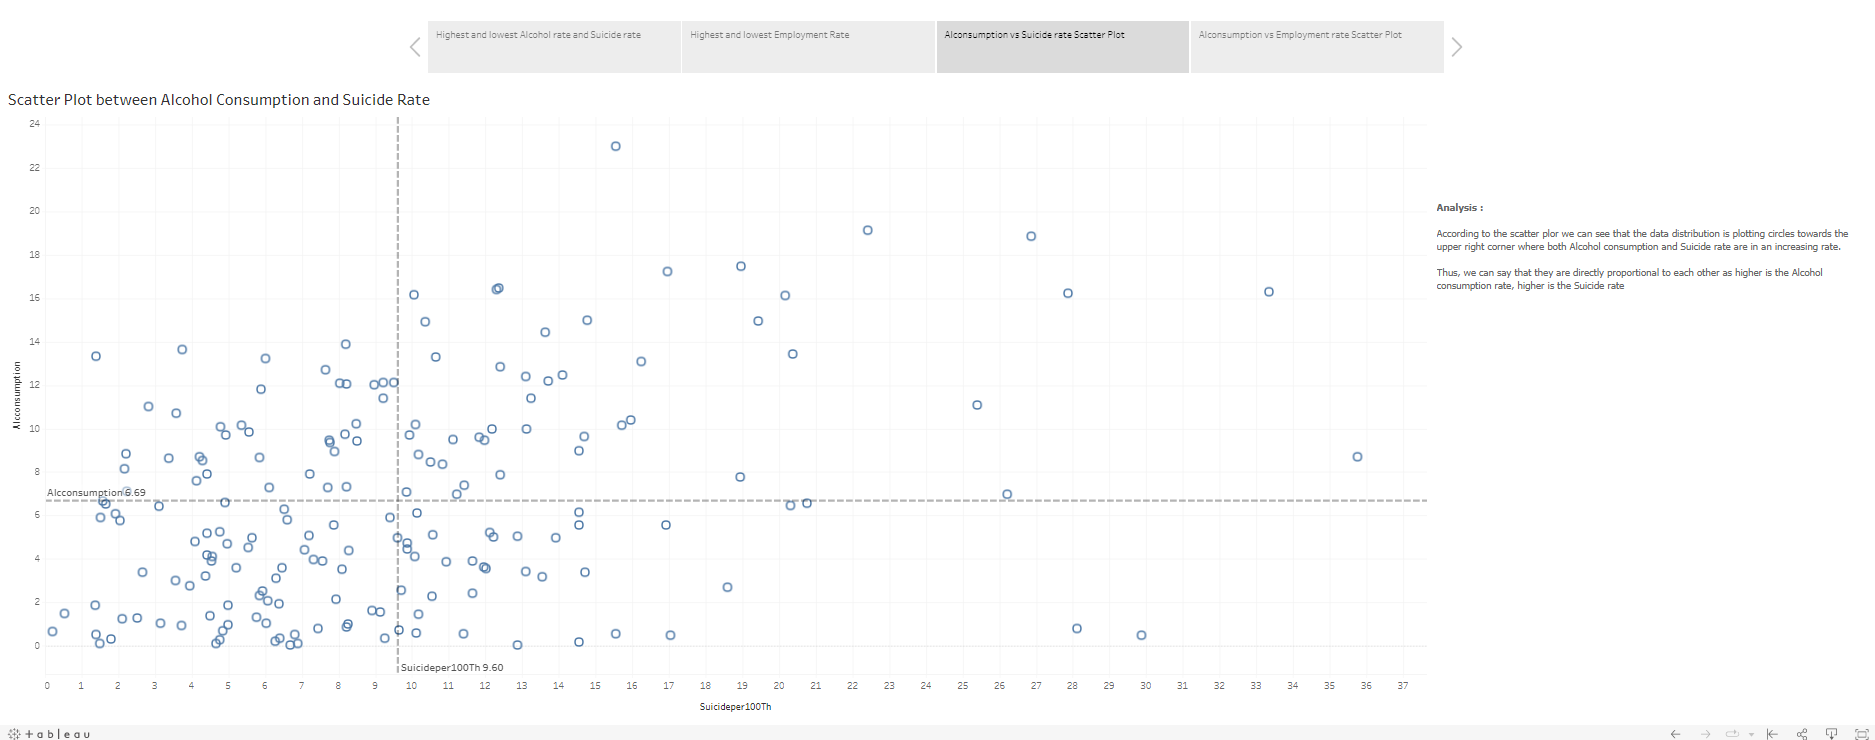 Highest and lowest Alcohol rate and Suicide rate
Highest and lowest Employment Rate
Alconsumption vs Suicide rate Scatter Plot
Alconsumption vs Employment rate Scatter Plot
Scatter Plot between Alcohol Consumption and Suicide Rate
24
22
20
18
16
14
12
10
8
6
4
2
0
Alcconsumption
Alcconsumption 6.69
Suicideper100Th 9.60
0 1 2 3 4 5 6 7 8 9 10 11 12 13 14 15 16 17 18 19 20 21 22 23 24 25 26 27 28 29 30 31 32 33 34 35 36 37
Suicideper100Th
Analysis :
According to the scatter plor we can see that the data distribution is plotting circles towards the
upper right corner where both Alcohol consumption and Suicide rate are in an increasing rate.
Thus, we can say that they are directly proportional to each other as higher is the Alcohol
consumption rate, higher is the Suicide rate
+ a b l e a u